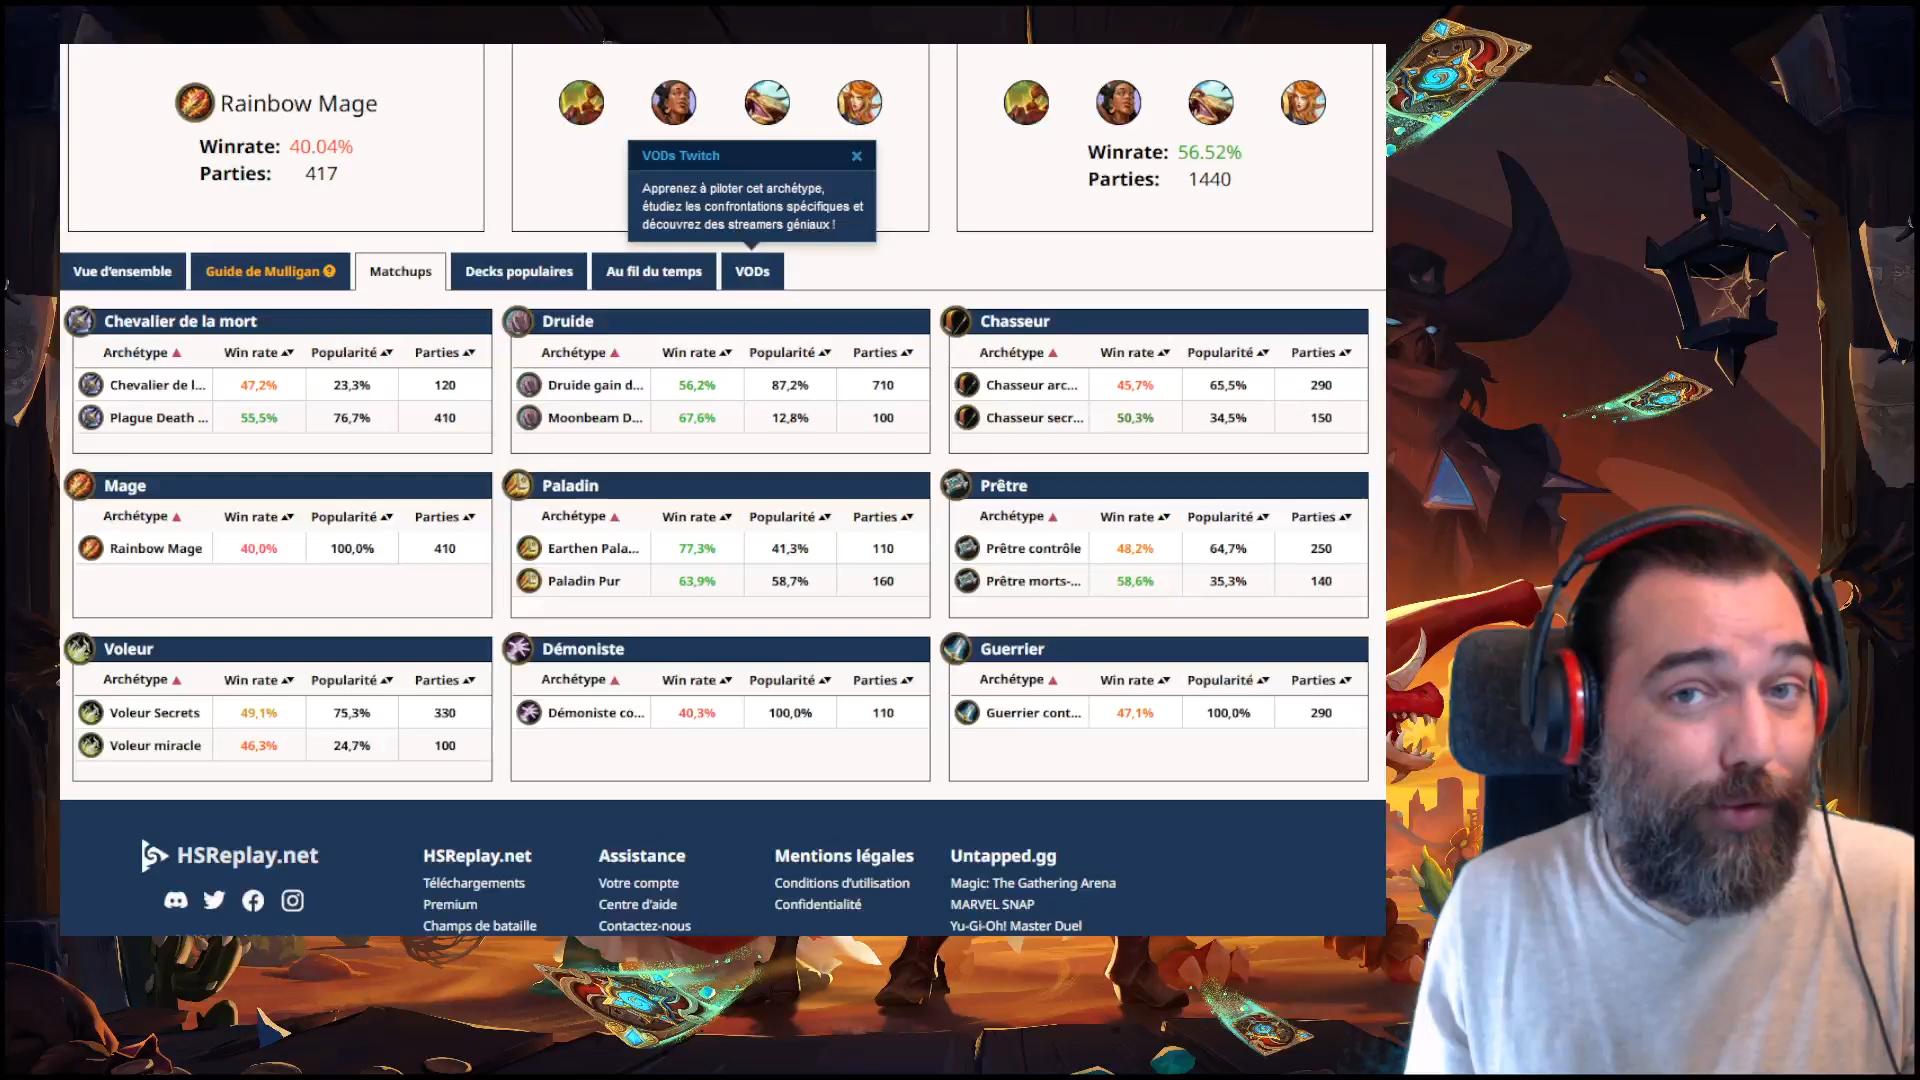 Rainbow Mage
Winrate: 40.04%
Parties: 417
Winrate: 56.52%
Parties: 1440
VODs Twitch
Apprenez à piloter cet archétype,
étudiez les confrontations spécifiques et
découvrez des streamers géniaux !
Vue d'ensemble Guide de Mulligan Matchups Decks populaires Au fil du temps VODs
Chevalier de la mort
Archétype Win rate Popularité Parties
Chevalier de l... 47,2% 23,3% 120
Plague Death ... 55,5% 76,7% 410
Druide
Archétype Win rate Popularité Parties
Druide gain d... 56,2% 87,2% 710
Moonbeam D... 67,6% 12,8% 100
Chasseur
Archétype Win rate Popularité Parties
Chasseur arc... 45,7% 65,5% 290
Chasseur secr... 50,3% 34,5% 150
Mage
Archétype Win rate Popularité Parties
Rainbow Mage 40,0% 100,0% 410
Paladin
Archétype Win rate Popularité Parties
Earthen Pala... 77,3% 41,3% 110
Paladin Pur 63,9% 58,7% 160
Prêtre
Archétype Win rate Popularité Parties
Prêtre contrôle 48,2% 64,7% 250
Prêtre morts-... 58,6% 35,3% 140
Voleur
Archétype Win rate Popularité Parties
Voleur Secrets 49,1% 75,3% 330
Voleur miracle 46,3% 24,7% 100
Démoniste
Archétype Win rate Popularité Parties
Démoniste co... 40,3% 100,0% 110
Guerrier
Archétype Win rate Popularité Parties
Guerrier cont... 47,1% 100,0% 290
HSReplay.net
HSReplay.net
Téléchargements
Premium
Champs de bataille
Assistance
Votre compte
Centre d'aide
Contactez-nous
Mentions légales
Conditions d'utilisation
Confidentialité
Untapped.gg
Magic: The Gathering Arena
MARVEL SNAP
Yu-Gi-Oh! Master Duel